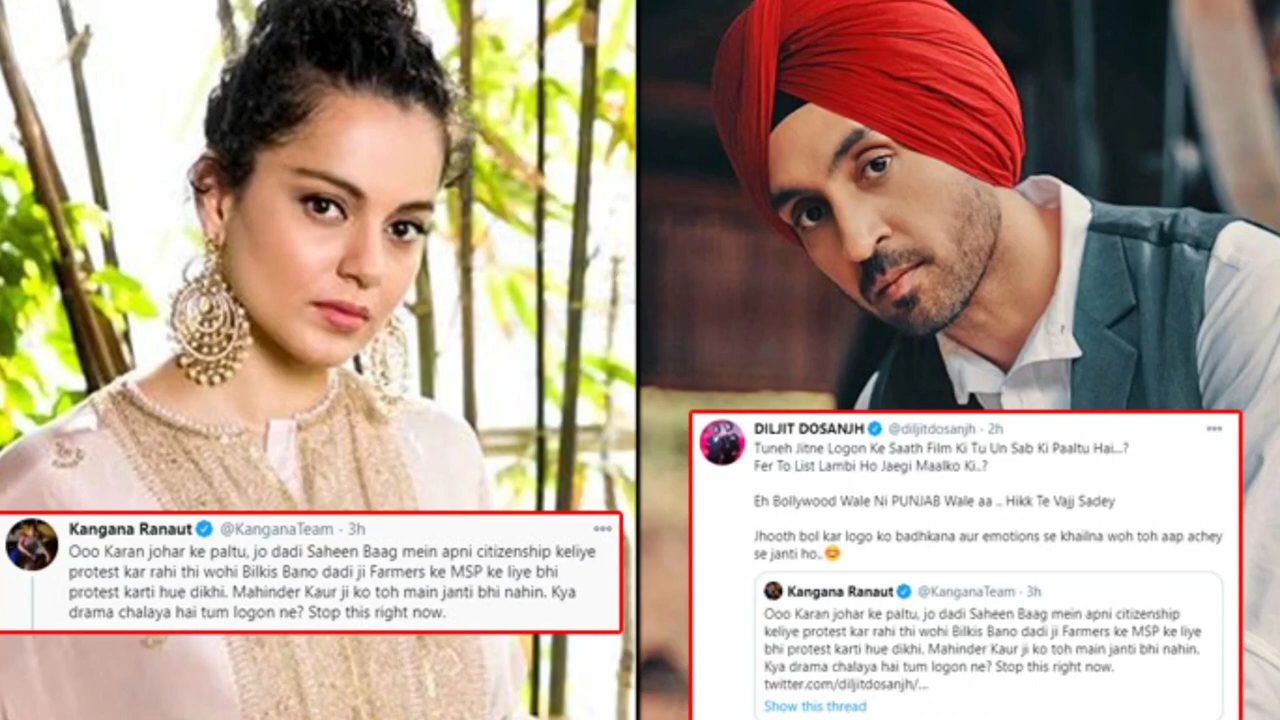 Kangana Ranaut @KanganaTeam · 3h
Ooo Karan johar ke paltu, jo dadi Saheen Baag mein apni citizenship keliye
protest kar rahi thi wohi Bilkis Bano dadi ji Farmers ke MSP ke liye bhi
protest karti hue dikhi. Mahinder Kaur ji ko toh main janti bhi nahin. Kya
drama chalaya hai tum logon ne? Stop this right now.
DILJIT DOSANJH @diljitdosanjh · 2h
Tuneh Jitne Logon Ke Saath Film Ki Tu Un Sab Ki Paaltu Hai...?
Fer To List Lambi Ho Jaegi Maalko Ki..?
Eh Bollywood Wale Ni PUNJAB Wale aa .. Hikk Te Vajj Sadey
Jhooth bol kar logo ko badhkana aur emotions se khailna woh toh aap achey
se janti ho..😊
Kangana Ranaut @KanganaTeam · 3h
Ooo Karan johar ke paltu, jo dadi Saheen Baag mein apni citizenship
keliye protest kar rahi thi wohi Bilkis Bano dadi ji Farmers ke MSP ke liye
bhi protest karti hue dikhi. Mahinder Kaur ji ko toh main janti bhi nahin.
Kya drama chalaya hai tum logon ne? Stop this right now.
twitter.com/diljitdosanjh/...
Show this thread